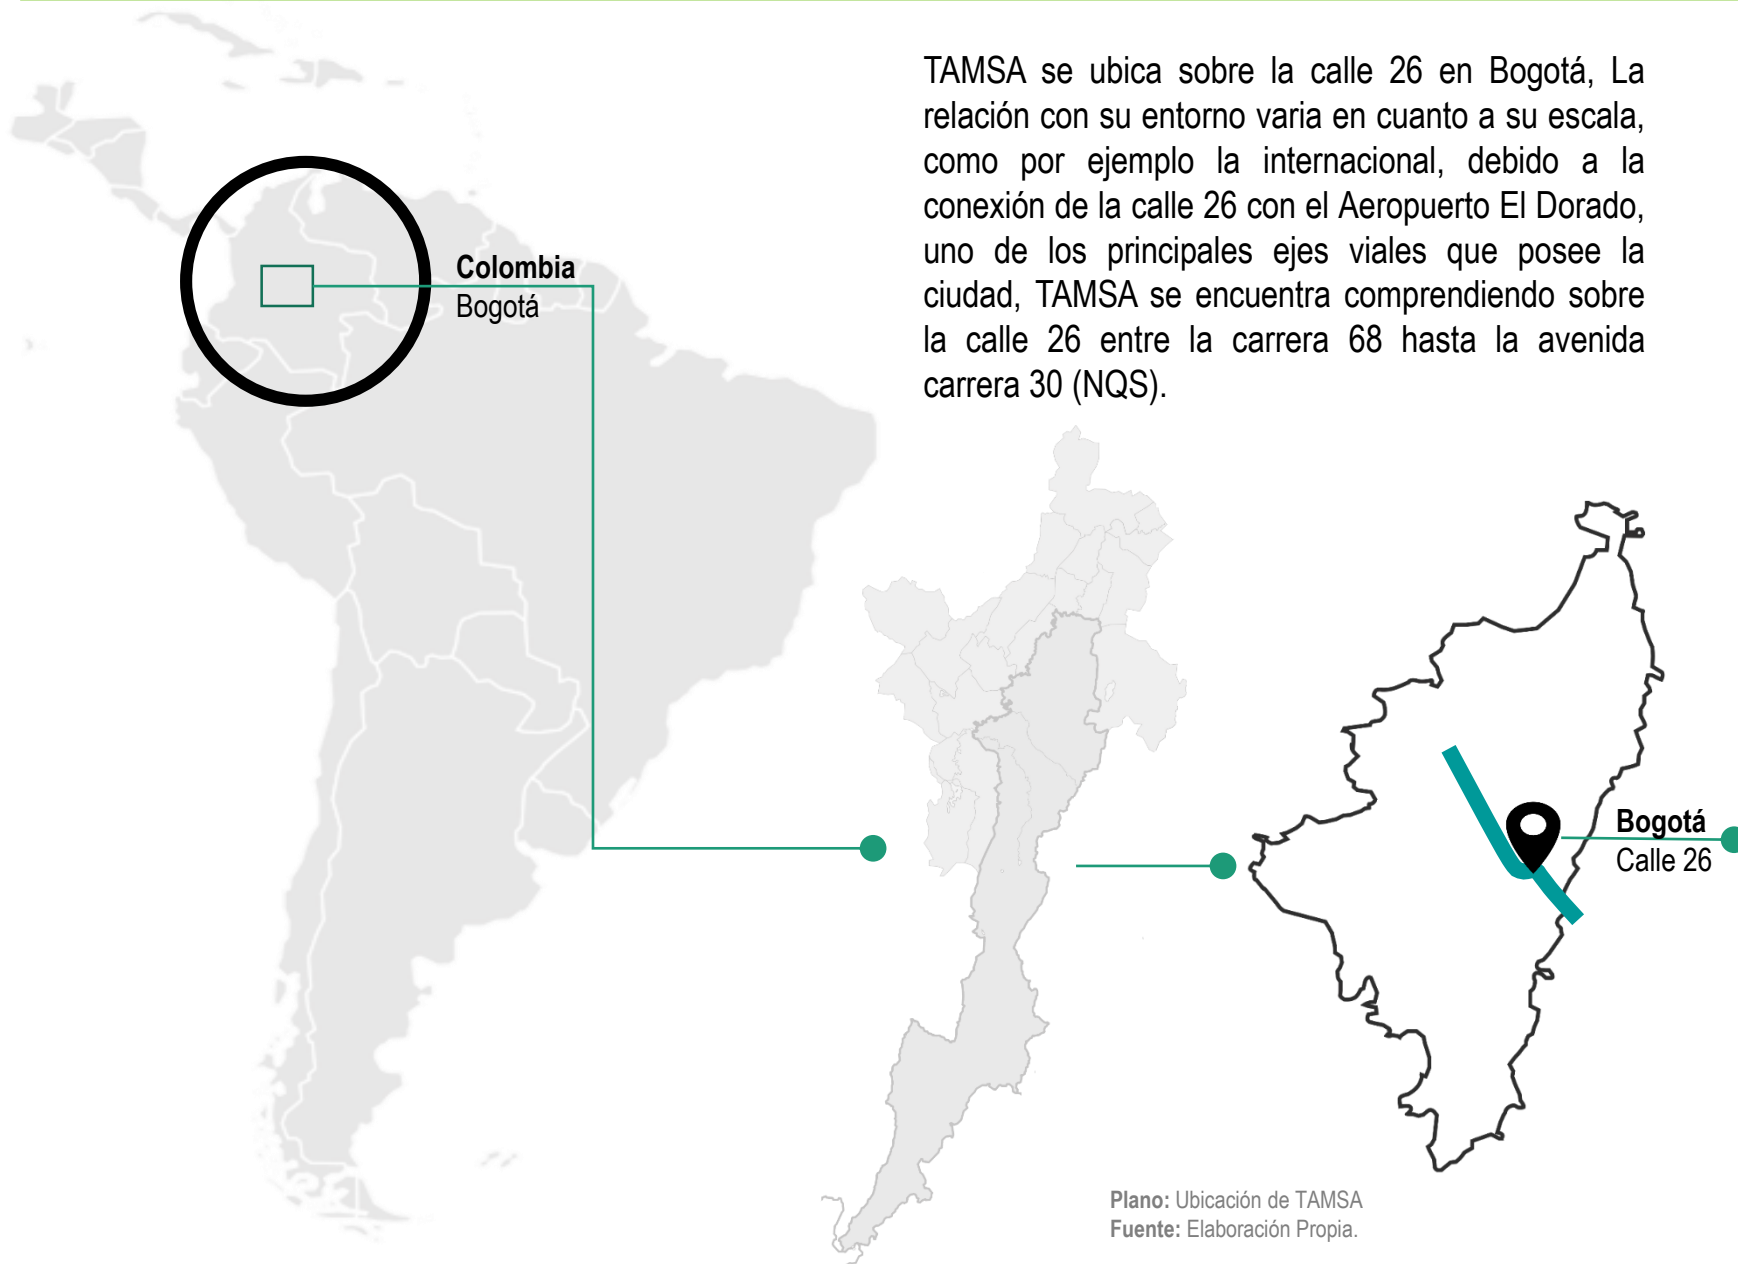 TAMSA se ubica sobre la calle 26 en Bogotá, La
relación con su entorno varia en cuanto a su escala,
como por ejemplo la internacional, debido a la
conexión de la calle 26 con el Aeropuerto El Dorado,
uno de los principales ejes viales que posee la
ciudad, TAMSA se encuentra comprendiendo sobre
la calle 26 entre la carrera 68 hasta la avenida
carrera 30 (NQS).
Colombia
Bogotá
Bogotá
Calle 26
Plano: Ubicación de TAMSA
Fuente: Elaboración Propia.